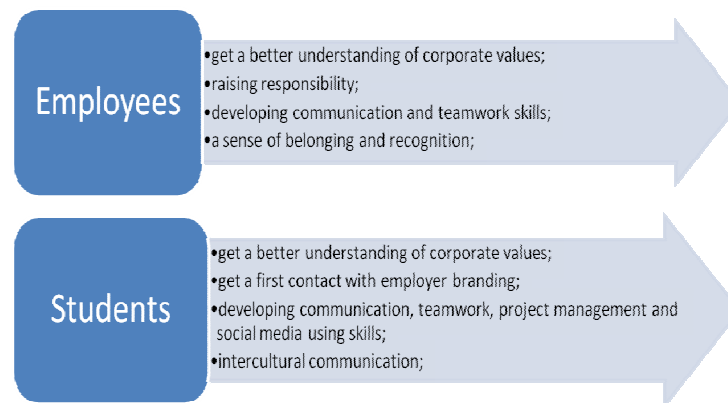 Employees
•get a better understanding of corporate values;
•raising responsibility;
•developing communication and teamwork skills;
•a sense of belonging and recognition;
Students
•get a better understanding of corporate values;
•get a first contact with employer branding;
•developing communication, teamwork, project management and
social media using skills;
•intercultural communication;